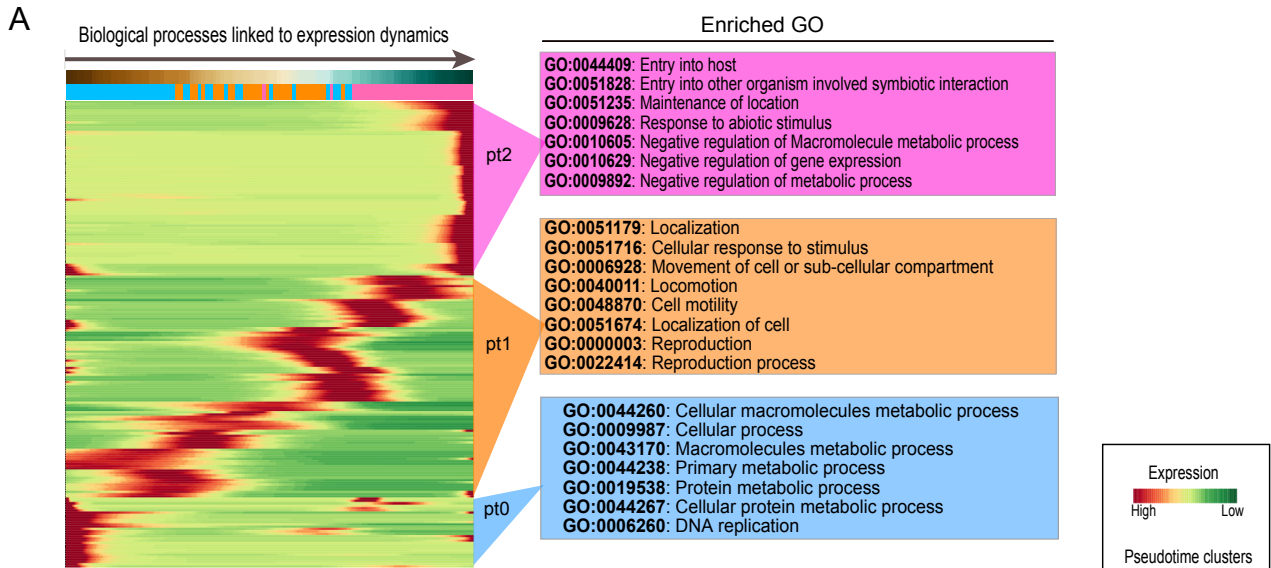 A
Biological processes linked to expression dynamics
Enriched GO
GO:0044409: Entry into host
GO:0051828: Entry into other organism involved symbiotic interaction
GO:0051235: Maintenance of location
GO:0009628: Response to abiotic stimulus
GO:0010605: Negative regulation of Macromolecule metabolic process
GO:0010629: Negative regulation of gene expression
GO:0009892: Negative regulation of metabolic process
pt2
GO:0051179: Localization
GO:0051716: Cellular response to stimulus
GO:0006928: Movement of cell or sub-cellular compartment
GO:0040011: Locomotion
GO:0048870: Cell motility
GO:0051674: Localization of cell
GO:0000003: Reproduction
GO:0022414: Reproduction process
pt1
GO:0044260: Cellular macromolecules metabolic process
GO:0009987: Cellular process
GO:0043170: Macromolecules metabolic process
GO:0044238: Primary metabolic process
GO:0019538: Protein metabolic process
GO:0044267: Cellular protein metabolic process
GO:0006260: DNA replication
pt0
Expression
High Low
Pseudotime clusters